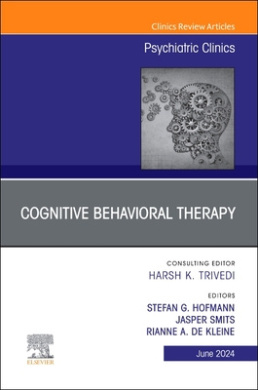 Clinics Review Articles
Psychiatric Clinics
COGNITIVE BEHAVIORAL THERAPY
CONSULTING EDITOR
HARSH K. TRIVEDI
EDITORS
STEFAN G. HOFMANN
JASPER SMITS
RIANNE A. DE KLEINE
ELSEVIER
June 2024